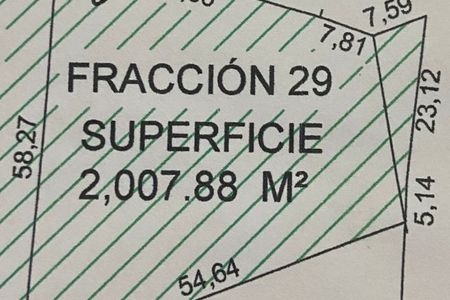 7,59
7,81
FRACCIÓN 29
23,12
SUPERFICIE
58,27
2,007.88 M²
5,14
54,64